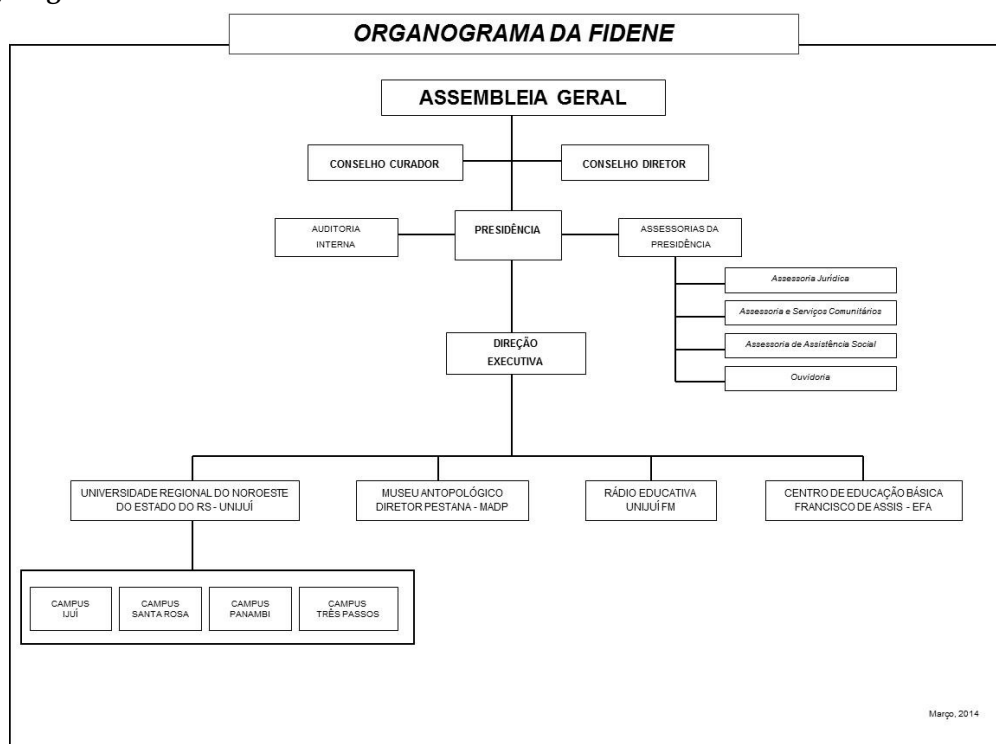 ORGANOGRAMA DA FIDENE
ASSEMBLEIA GERAL
CONSELHO CURADOR
CONSELHO DIRETOR
AUDITORIA
INTERNA
PRESIDÊNCIA
ASSESSORIAS DA
PRESIDÊNCIA
Assessoria Jurídica
Assessoria e Serviços Comunitários
Assessoria de Assistência Social
Ouvidoria
DIREÇÃO
EXECUTIVA
UNIVERSIDADE REGIONAL DO NOROESTE
DO ESTADO DO RS - UNIJUÍ
MUSEU ANTOPOLÓGICO
DIRETOR PESTANA - MADP
RÁDIO EDUCATIVA
UNIJUÍ FM
CENTRO DE EDUCAÇÃO BÁSICA
FRANCISCO DE ASSIS - EFA
CAMPUS
IJUÍ
CAMPUS
SANTA ROSA
CAMPUS
PANAMBI
CAMPUS
TRÊS PASSOS
Março, 2014